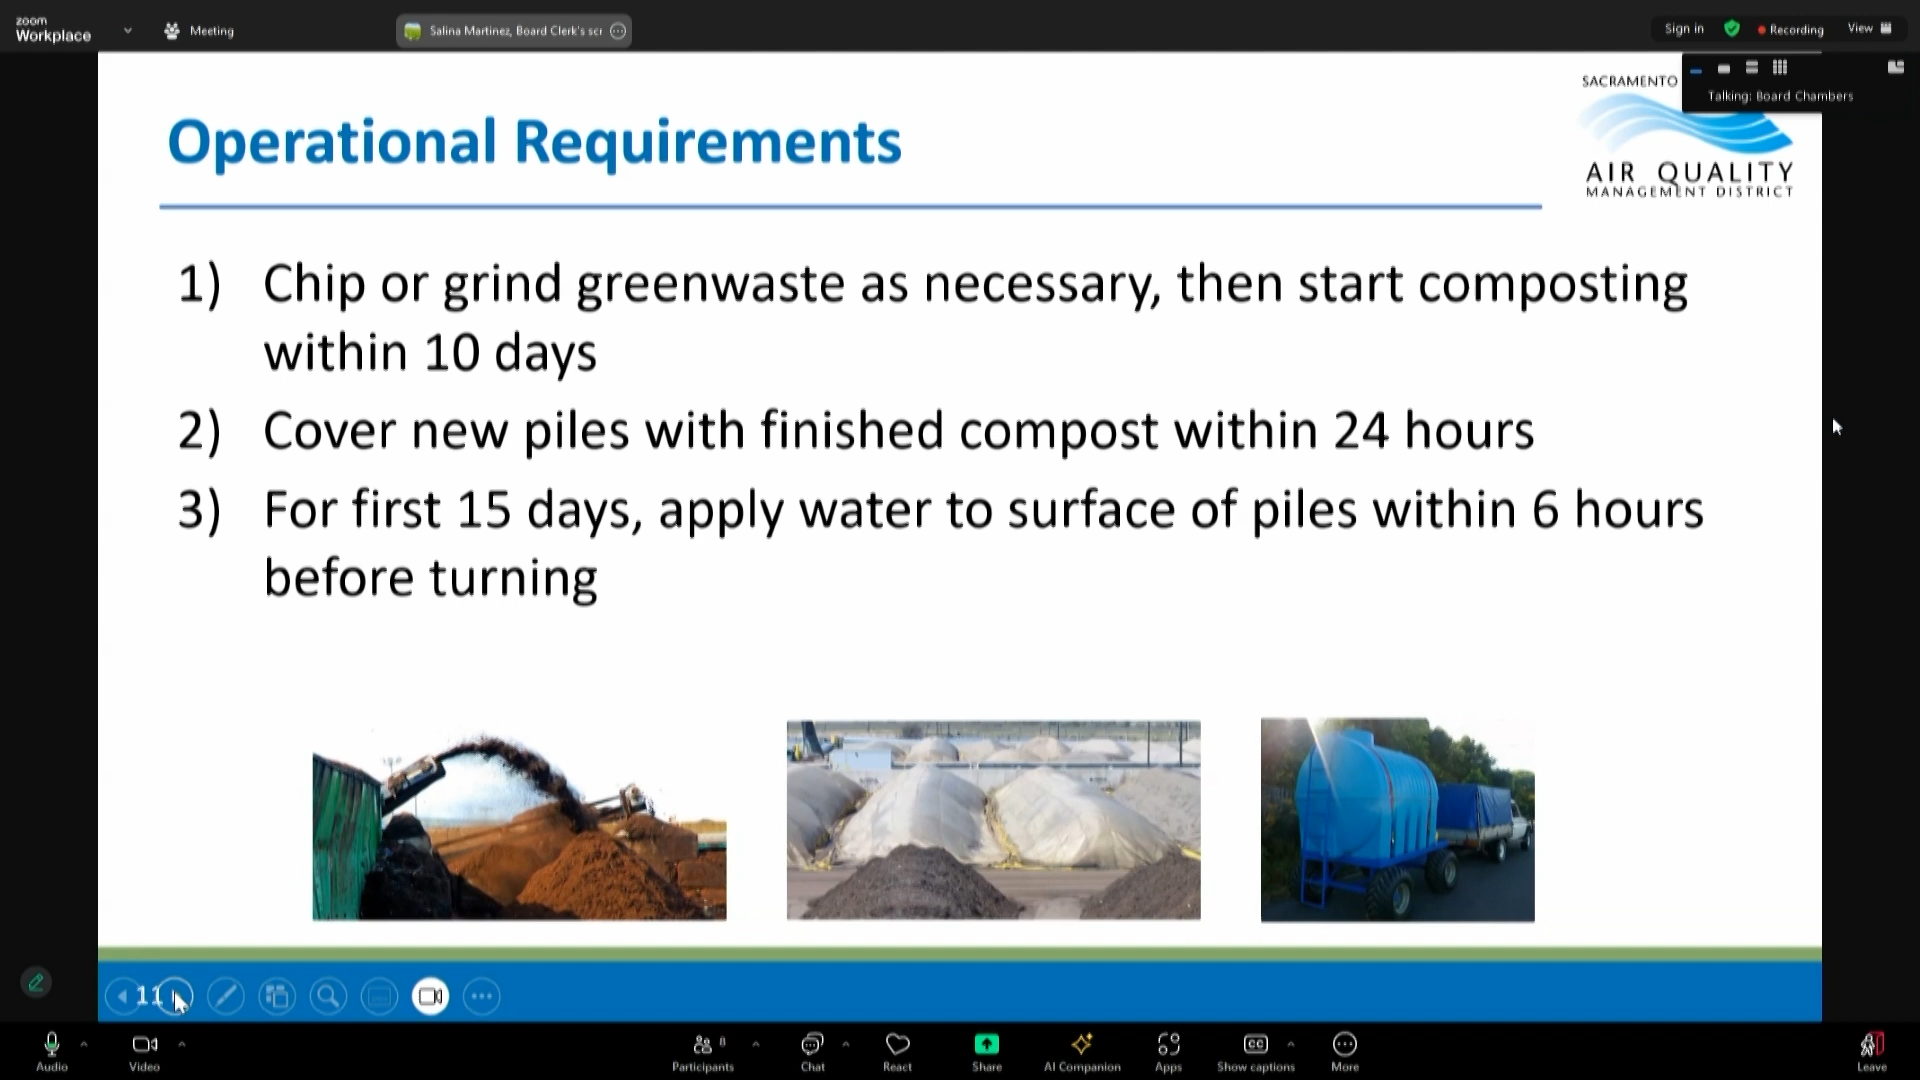 zoom
Workplace
Meeting
Salina Martinez, Board Clerk's scr
Sign in
Recording
View
Talking: Board Chambers
SACRAMENTO
AIR QUALITY
MANAGEMENT DISTRICT
Operational Requirements
1) Chip or grind greenwaste as necessary, then start composting
within 10 days
2) Cover new piles with finished compost within 24 hours
3) For first 15 days, apply water to surface of piles within 6 hours
before turning
11
Audio
Video
Participants
8
Chat
React
Share
AI Companion
Apps
CC
Show captions
More
Leave